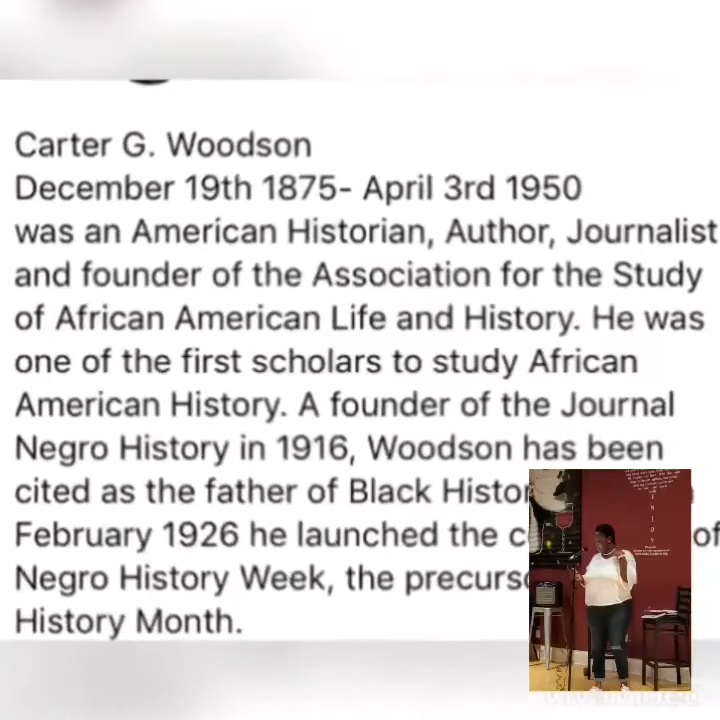 Carter G. Woodson
December 19th 1875- April 3rd 1950
was an American Historian, Author, Journalist
and founder of the Association for the Study
of African American Life and History. He was
one of the first scholars to study African
American History. A founder of the Journal
Negro History in 1916, Woodson has been
cited as the father of Black
February 1926 he launched the of
Negro History Week, the
History Month.